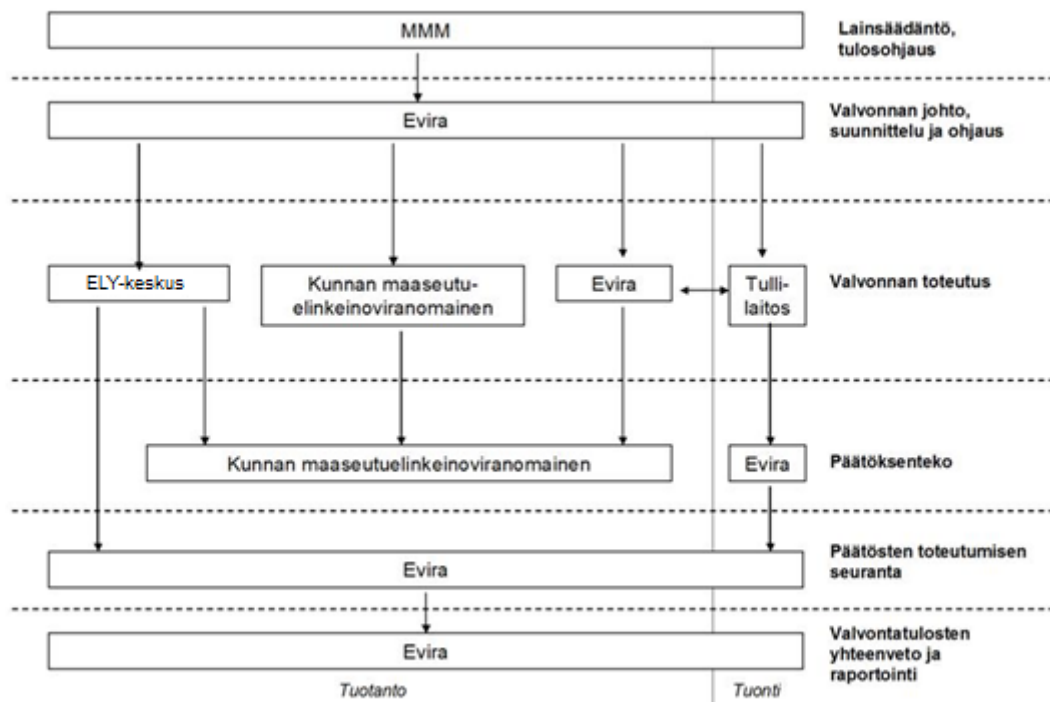 MMM
Lainsäädäntö,
tulosohjaus
Evira
Valvonnan johto,
suunnittelu ja ohjaus
ELY-keskus
Kunnan maaseutu-
elinkeinoviranomainen
Evira
Tulli-
laitos
Valvonnan toteutus
Kunnan maaseutuelinkeinoviranomainen
Evira
Päätöksenteko
Evira
Päätösten toteutumisen
seuranta
Evira
Valvontatulosten
yhteenveto ja
raportointi
Tuotanto
Tuonti